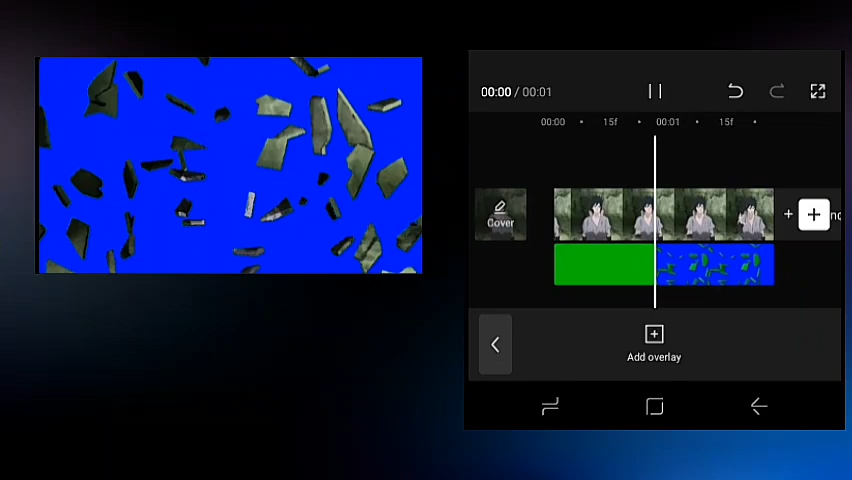 00:00 / 00:01
00:00 15f 00:01 15f
Cover
Add overlay